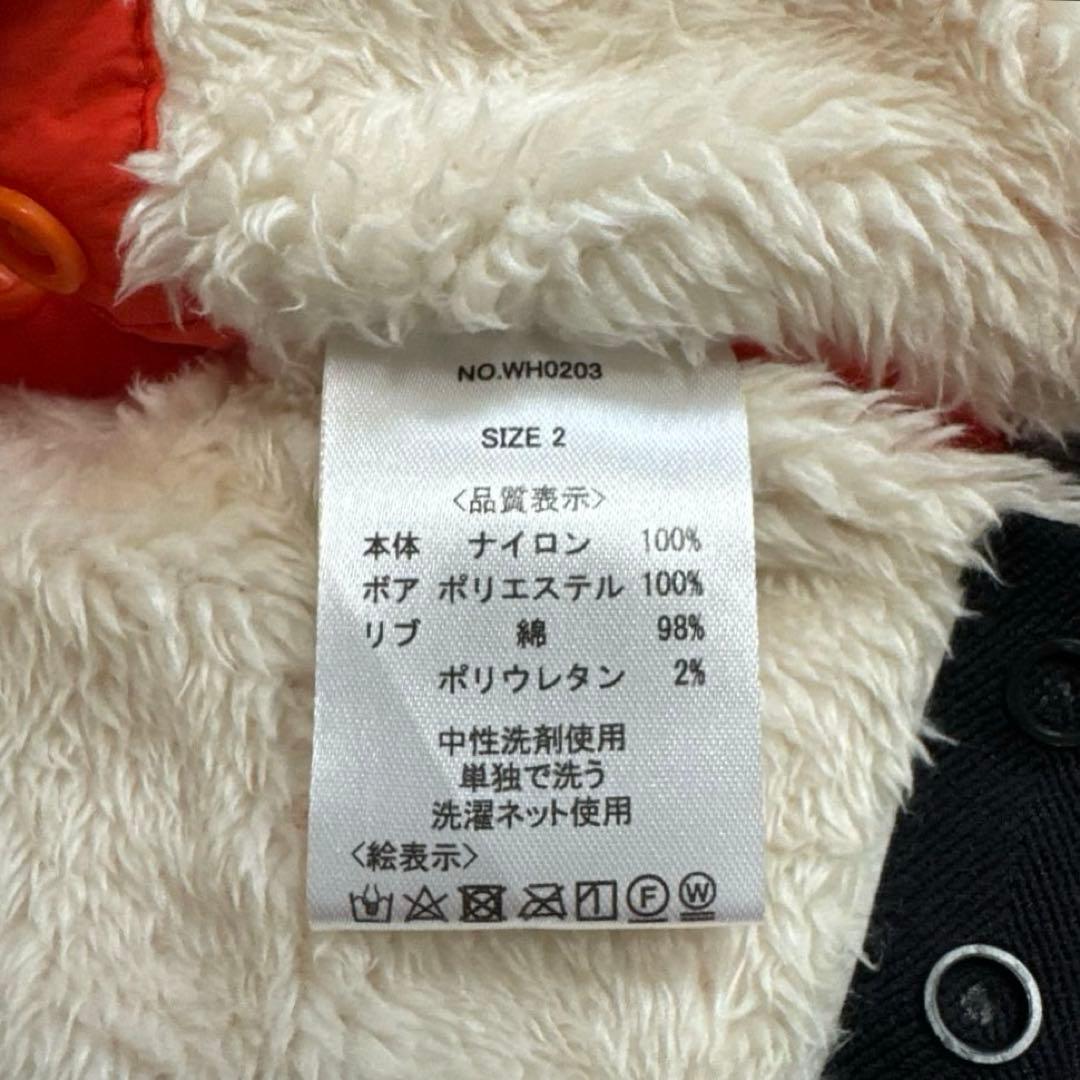 NO.WH0203
SIZE 2
〈品質表示〉
本体 ナイロン 100%
ボア ポリエステル 100%
リブ 綿 98%
ポリウレタン 2%
中性洗剤使用
単独で洗う
洗濯ネット使用
〈絵表示〉
F W